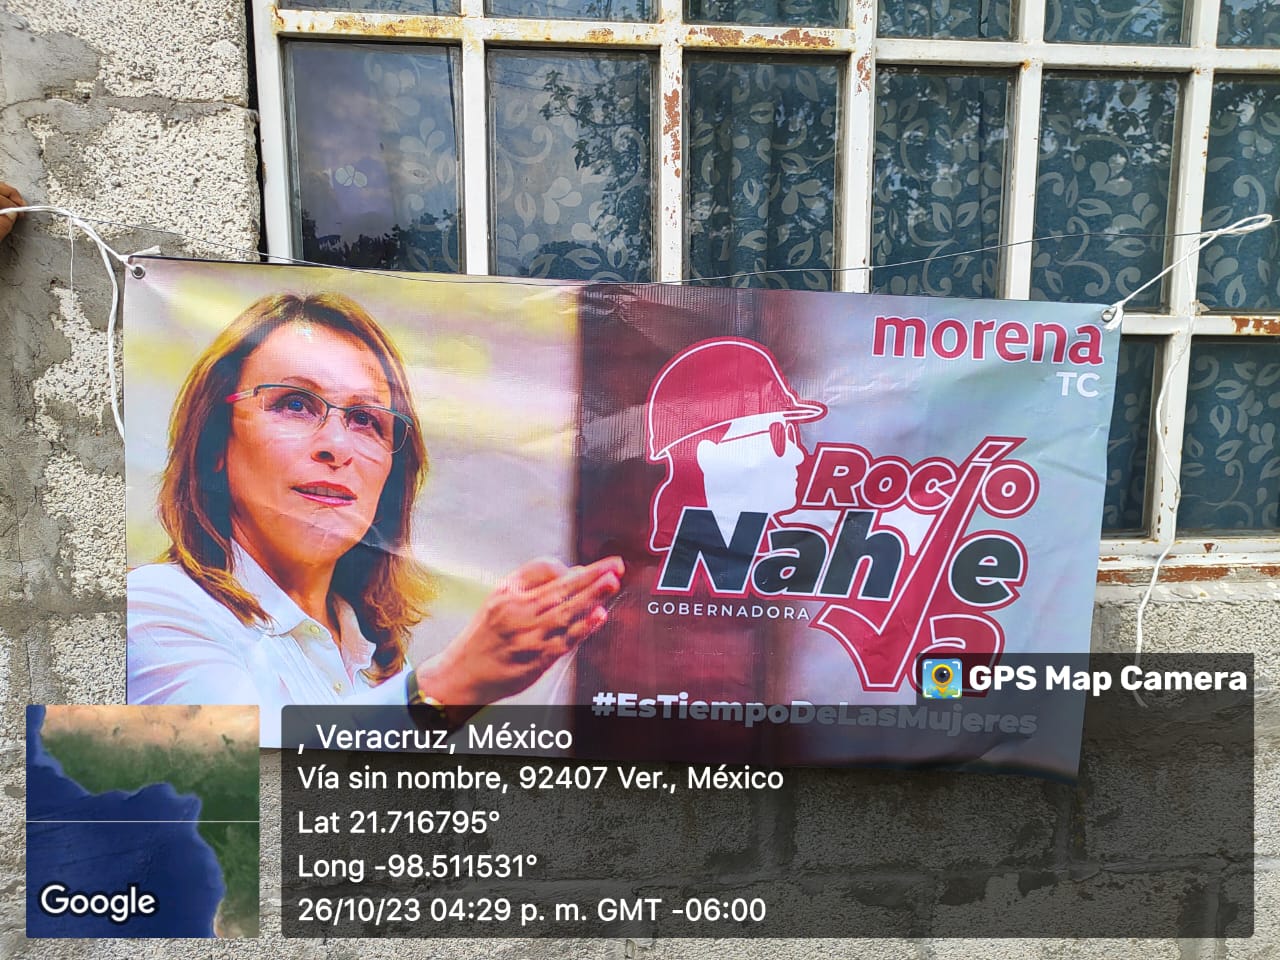 morena
TC
Rocío
Nahle
GOBERNADORA
Va
#EsTiempoDeLasMujeres
GPS Map Camera
, Veracruz, México
Vía sin nombre, 92407 Ver., México
Lat 21.716795°
Long -98.511531°
26/10/23 04:29 p. m. GMT -06:00
Google